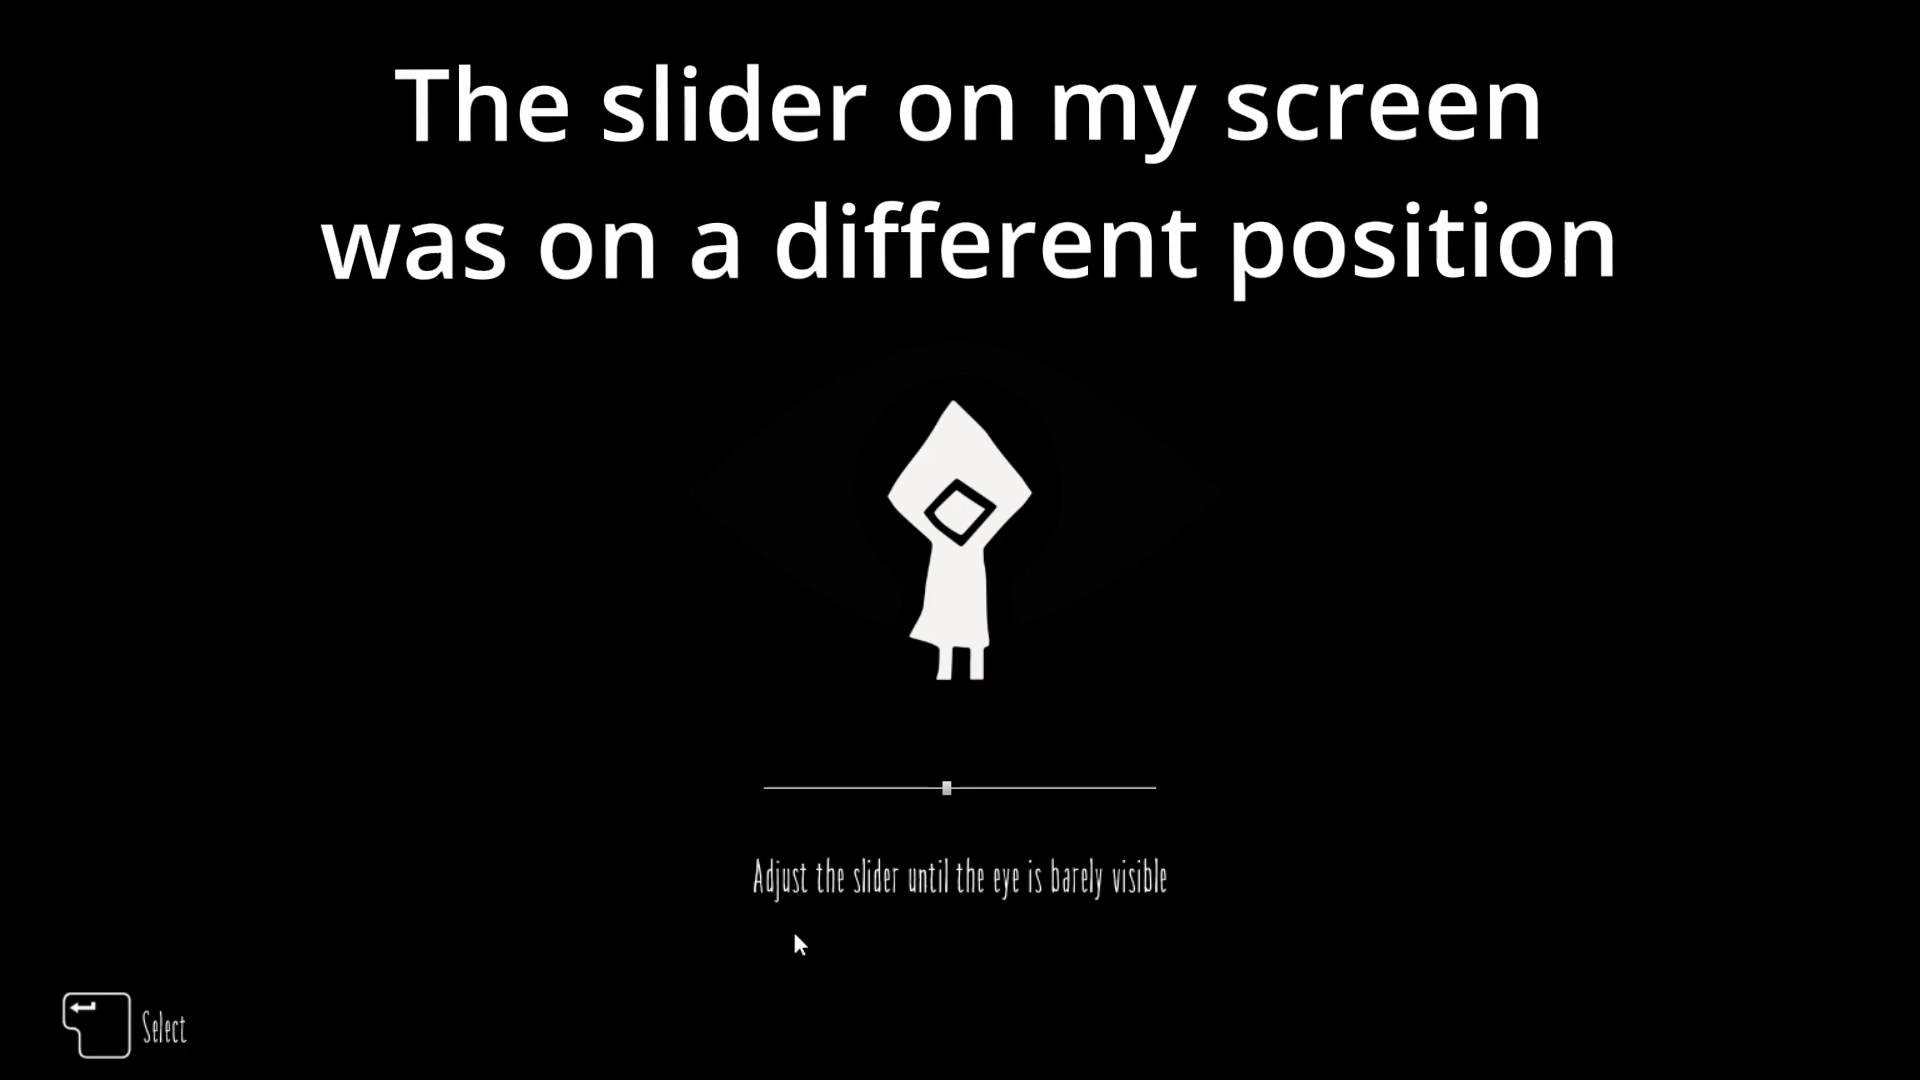 The slider on my screen
was on a different position
Adjust the slider until the eye is barely visible
Select